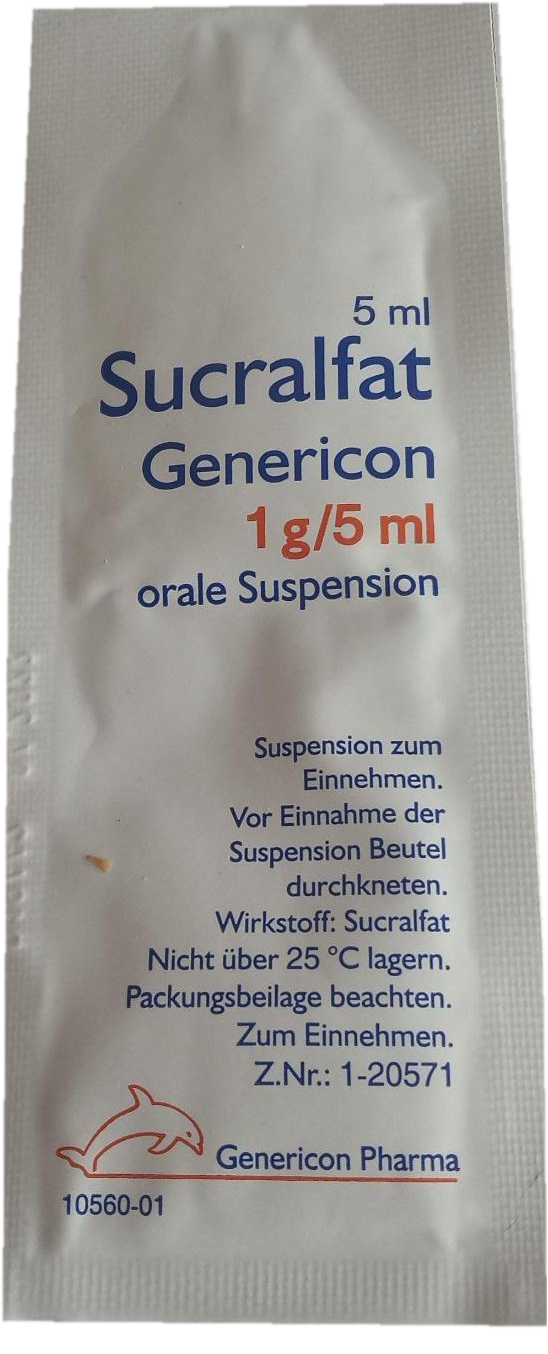 5 ml
Sucralfat
Genericon
1 g/5 ml
orale Suspension
Suspension zum
Einnehmen.
Vor Einnahme der
Suspension Beutel
durchkneten.
Wirkstoff: Sucralfat
Nicht über 25 °C lagern.
Packungsbeilage beachten.
Zum Einnehmen.
Z.Nr.: 1-20571
Genericon Pharma
10560-01